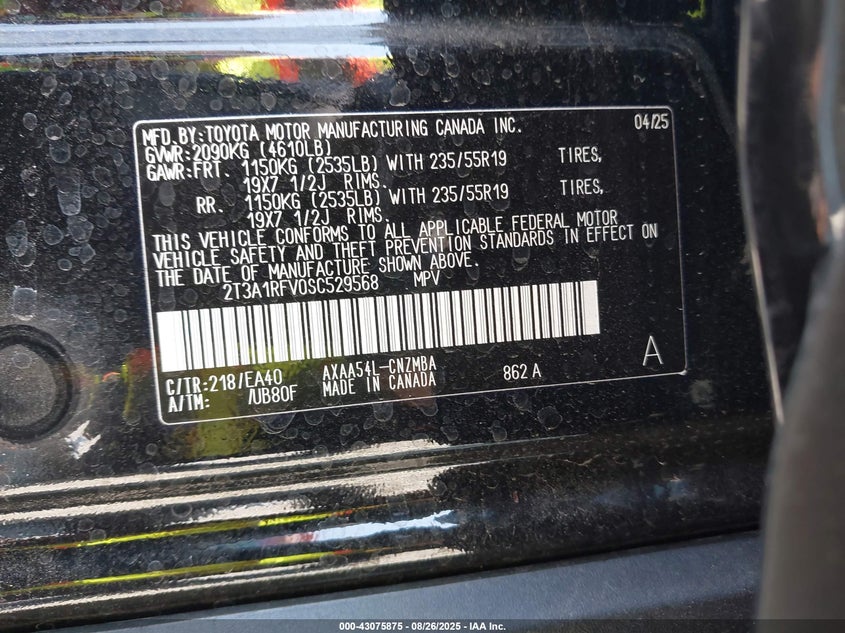 MFD.BY:TOYOTA MOTOR MANUFACTURING CANADA INC. 04/25
GVWR:2090KG (4610LB)
GAWR:FRT. 1150KG (2535LB) WITH 235/55R19 TIRES,
19X7 1/2J RIMS.
RR. 1150KG (2535LB) WITH 235/55R19 TIRES,
19X7 1/2J RIMS.
THIS VEHICLE CONFORMS TO ALL APPLICABLE FEDERAL MOTOR
VEHICLE SAFETY AND THEFT PREVENTION STANDARDS IN EFFECT ON
THE DATE OF MANUFACTURE SHOWN ABOVE.
2T3A1RFV0SC529568 MPV
C/TR:218/EA40 AXAA54L-CNZMBA 862 A A
A/TM: /UB80F MADE IN CANADA
000-43075875 - 08/26/2025 - IAA Inc.